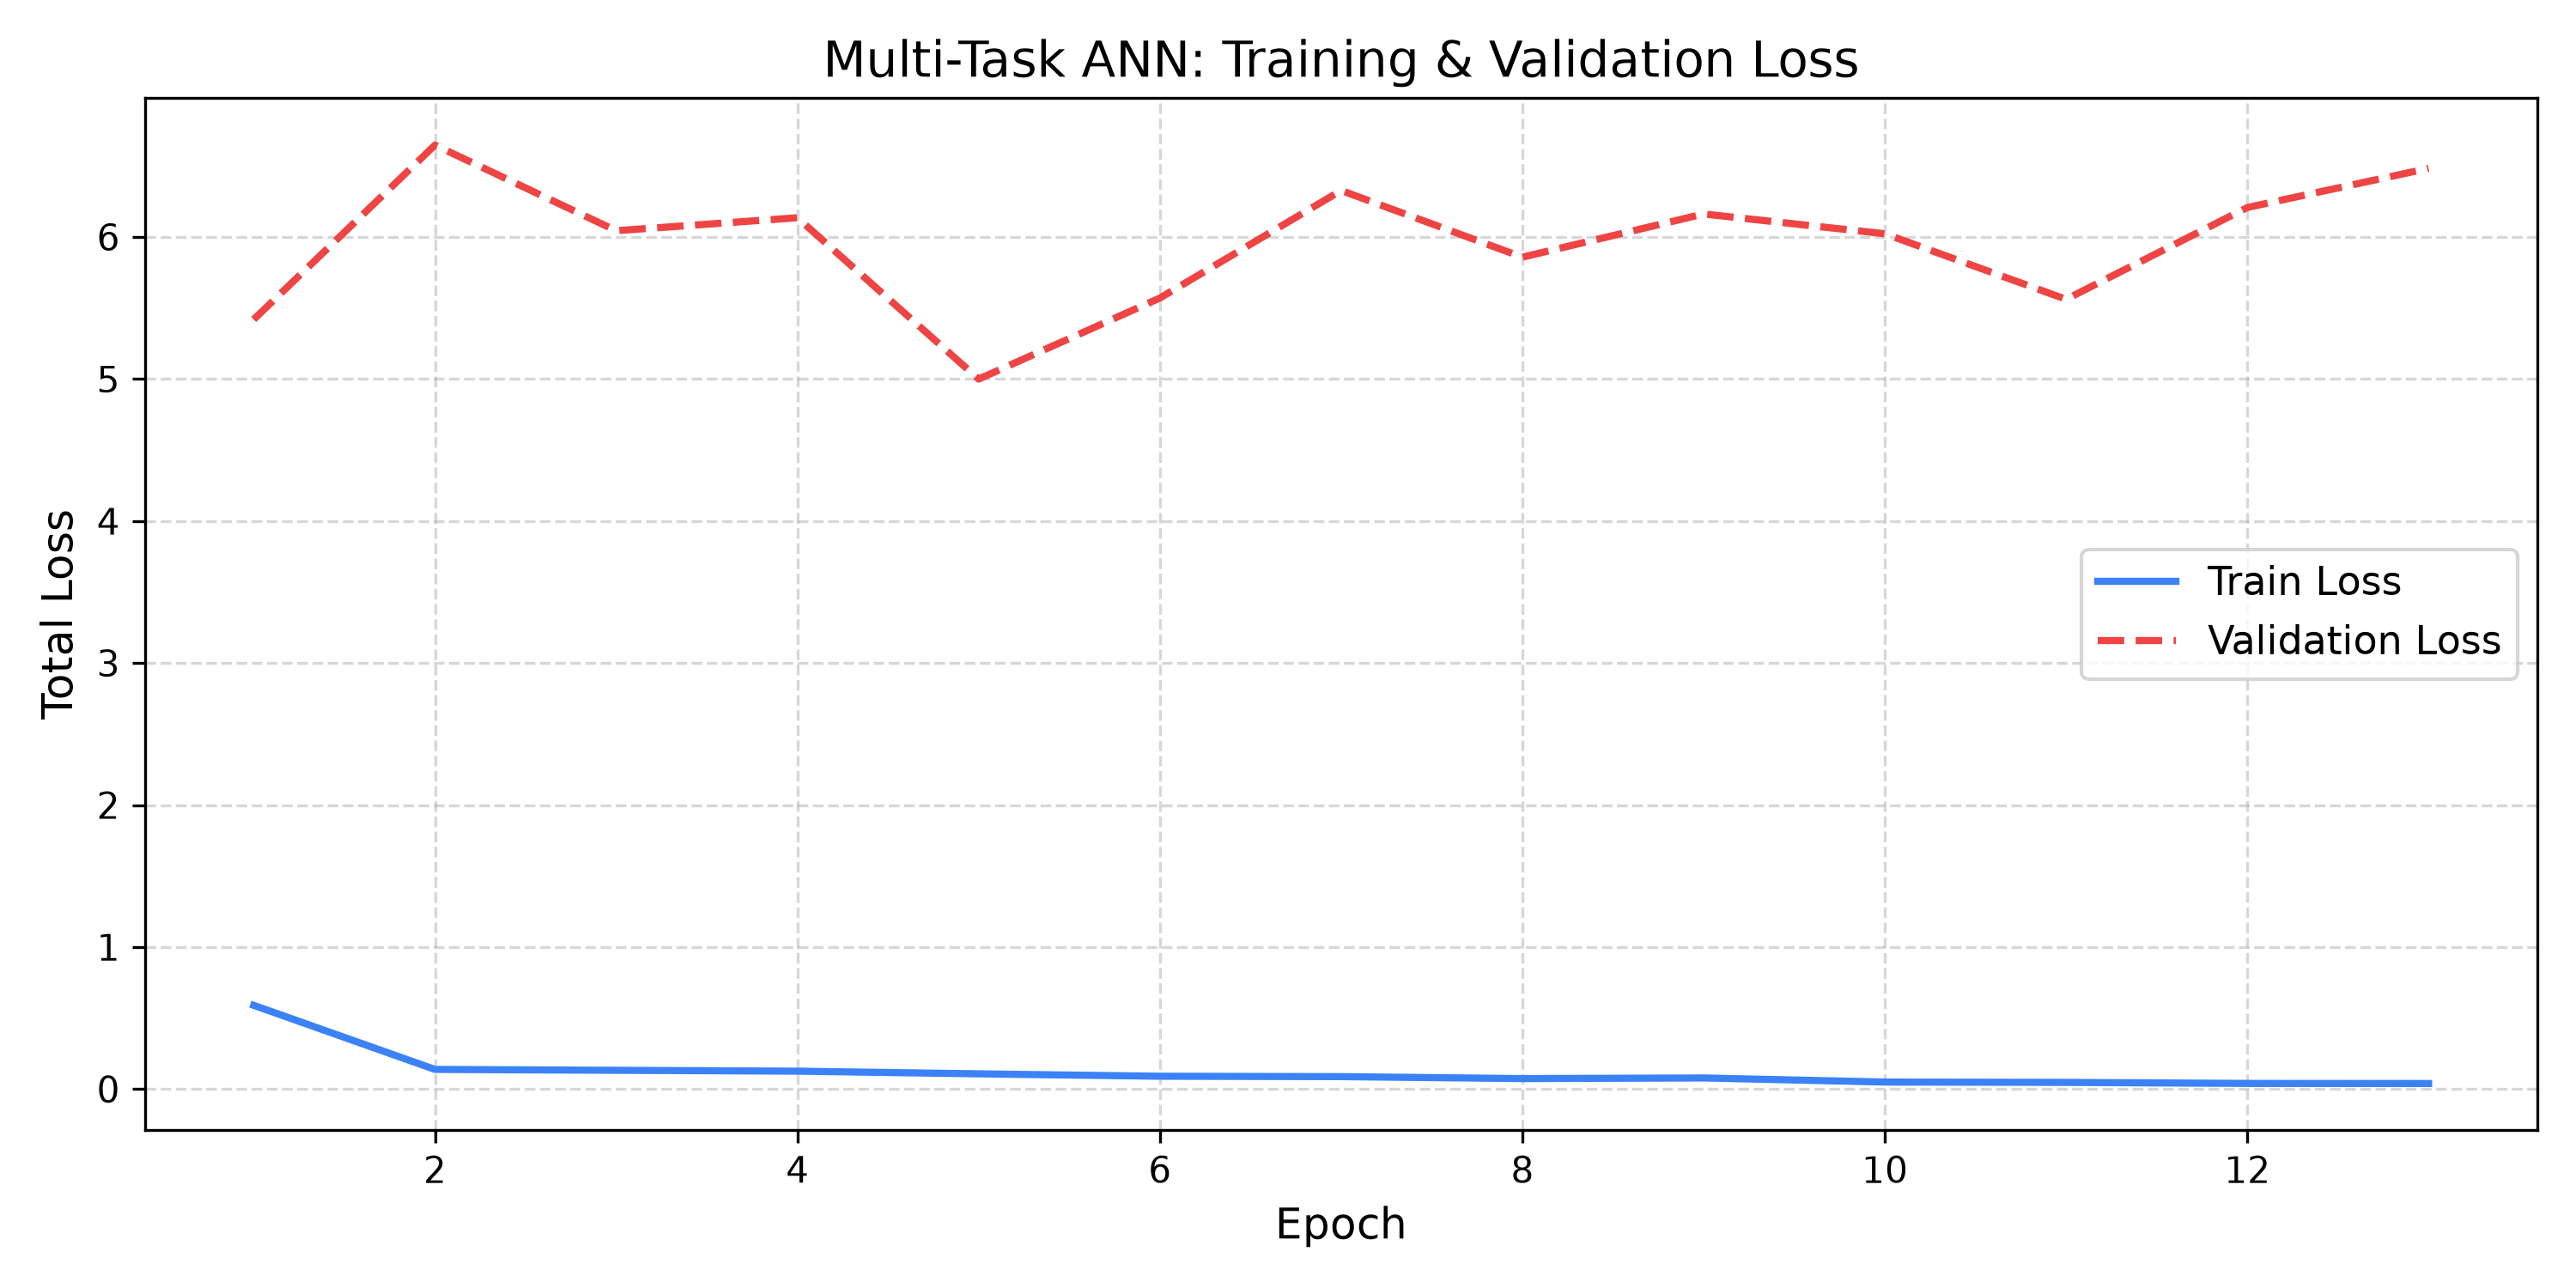 Multi-Task ANN: Training & Validation Loss
Total Loss
6
5
4
3
2
1
0
Train Loss
Validation Loss
2 4 6 8 10 12
Epoch